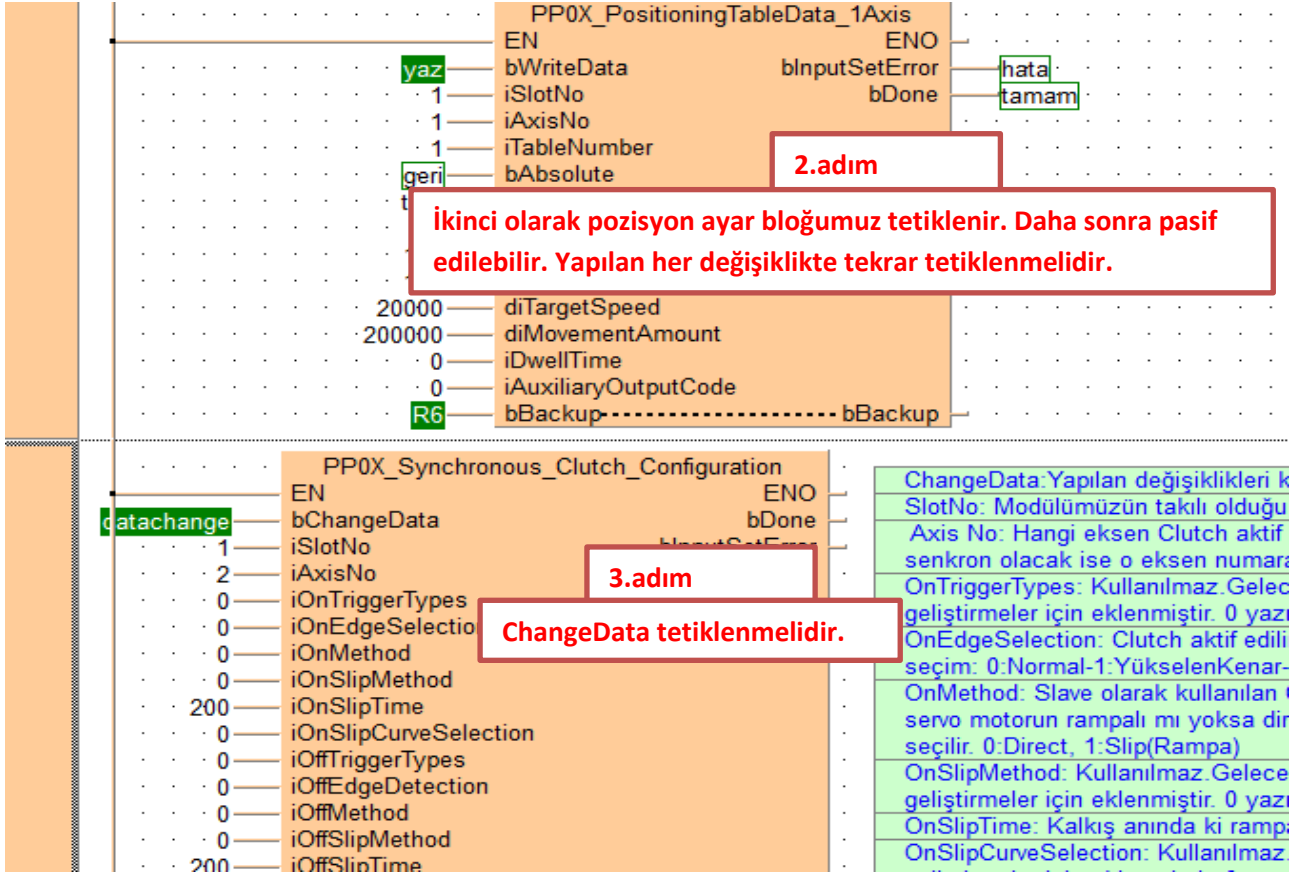 PP0X_PositioningTableData_1Axis
EN ENO
yaz bWriteData bInputSetError hata
1 iSlotNo bDone tamam
1 iAxisNo
1 iTableNumber
geri bAbsolute
2.adım
İkinci olarak pozisyon ayar bloğumuz tetiklenir. Daha sonra pasif
edilebilir. Yapılan her değişiklikte tekrar tetiklenmelidir.
20000 diTargetSpeed
200000 diMovementAmount
0 iDwellTime
0 iAuxiliaryOutputCode
R6 bBackup bBackup
PP0X_Synchronous_Clutch_Configuration
EN ENO
datachange bChangeData bDone
1 iSlotNo bInputSetError
2 iAxisNo
0 iOnTriggerTypes
0 iOnEdgeSelection
0 iOnMethod
0 iOnSlipMethod
200 iOnSlipTime
0 iOnSlipCurveSelection
0 iOffTriggerTypes
0 iOffEdgeDetection
0 iOffMethod
0 iOffSlipMethod
200 iOffSlipTime
3.adım
ChangeData tetiklenmelidir.
ChangeData:Yapılan değişiklikleri k
SlotNo: Modülümüzün takılı olduğu
Axis No: Hangi eksen Clutch aktif
senkron olacak ise o eksen numara
OnTriggerTypes: Kullanılmaz.Gelec
geliştirmeler için eklenmiştir. 0 yazı
OnEdgeSelection: Clutch aktif edili
seçim: 0:Normal-1:YükselenKenar-
OnMethod: Slave olarak kullanılan
servo motorun rampalı mı yoksa dir
seçilir. 0:Direct, 1:Slip(Rampa)
OnSlipMethod: Kullanılmaz.Gelece
geliştirmeler için eklenmiştir. 0 yazı
OnSlipTime: Kalkış anında ki rampa
OnSlipCurveSelection: Kullanılmaz.